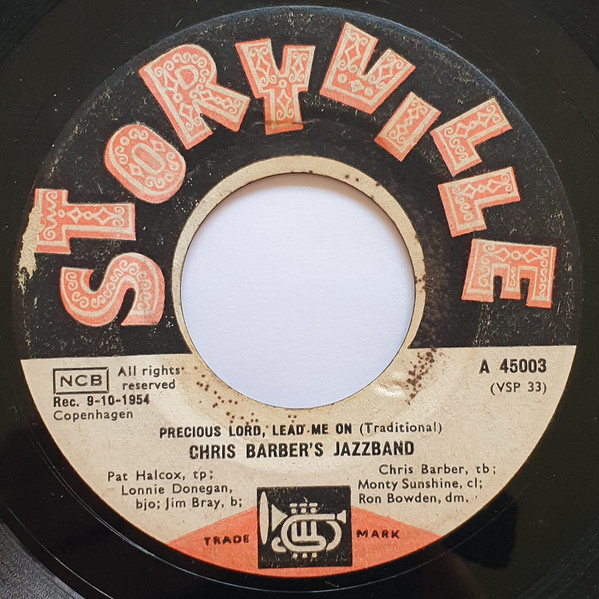 STORYVILLE
NCB
All rights
reserved
Rec. 9-10-1954
Copenhagen
A 45003
(VSP 33)
PRECIOUS LORD, LEAD ME ON (Traditional)
CHRIS BARBER'S JAZZBAND
Pat Halcox, tp;
Lonnie Donegan,
bjo; Jim Bray, b;
Chris Barber, tb;
Monty Sunshine, cl;
Ron Bowden, dm.
TRADE MARK